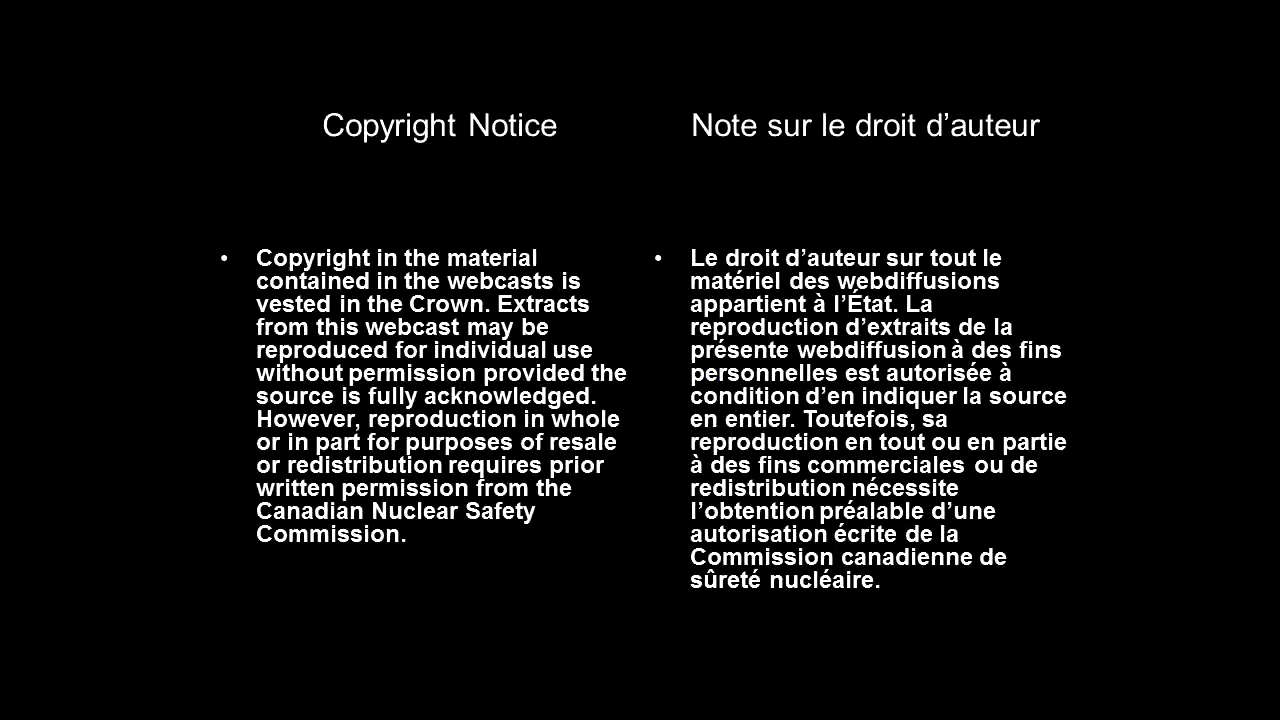 Copyright Notice
• Copyright in the material
contained in the webcasts is
vested in the Crown. Extracts
from this webcast may be
reproduced for individual use
without permission provided the
source is fully acknowledged.
However, reproduction in whole
or in part for purposes of resale
or redistribution requires prior
written permission from the
Canadian Nuclear Safety
Commission.
Note sur le droit d’auteur
• Le droit d’auteur sur tout le
matériel des webdiffusions
appartient à l’État. La
reproduction d’extraits de la
présente webdiffusion à des fins
personnelles est autorisée à
condition d’en indiquer la source
en entier. Toutefois, sa
reproduction en tout ou en partie
à des fins commerciales ou de
redistribution nécessite
l’obtention préalable d’une
autorisation écrite de la
Commission canadienne de
sûreté nucléaire.